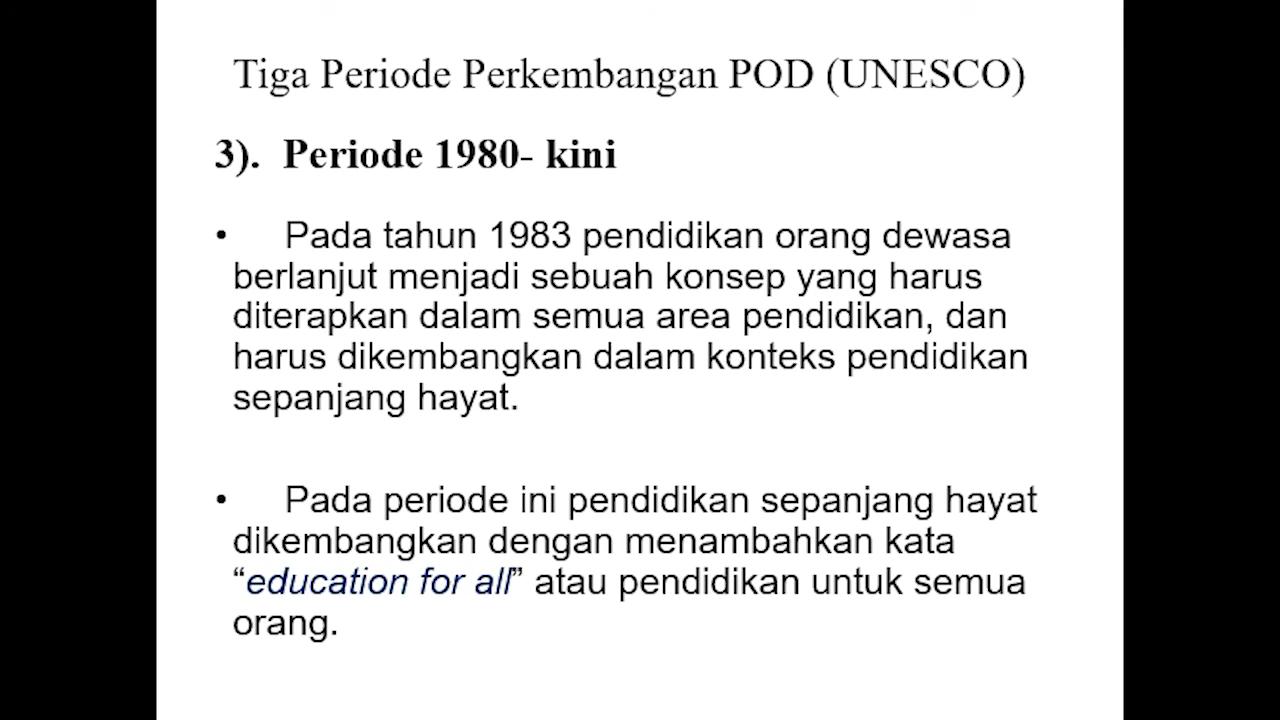 Tiga Periode Perkembangan POD (UNESCO)
3). Periode 1980- kini
• Pada tahun 1983 pendidikan orang dewasa
berlanjut menjadi sebuah konsep yang harus
diterapkan dalam semua area pendidikan, dan
harus dikembangkan dalam konteks pendidikan
sepanjang hayat.
• Pada periode ini pendidikan sepanjang hayat
dikembangkan dengan menambahkan kata
“education for all” atau pendidikan untuk semua
orang.